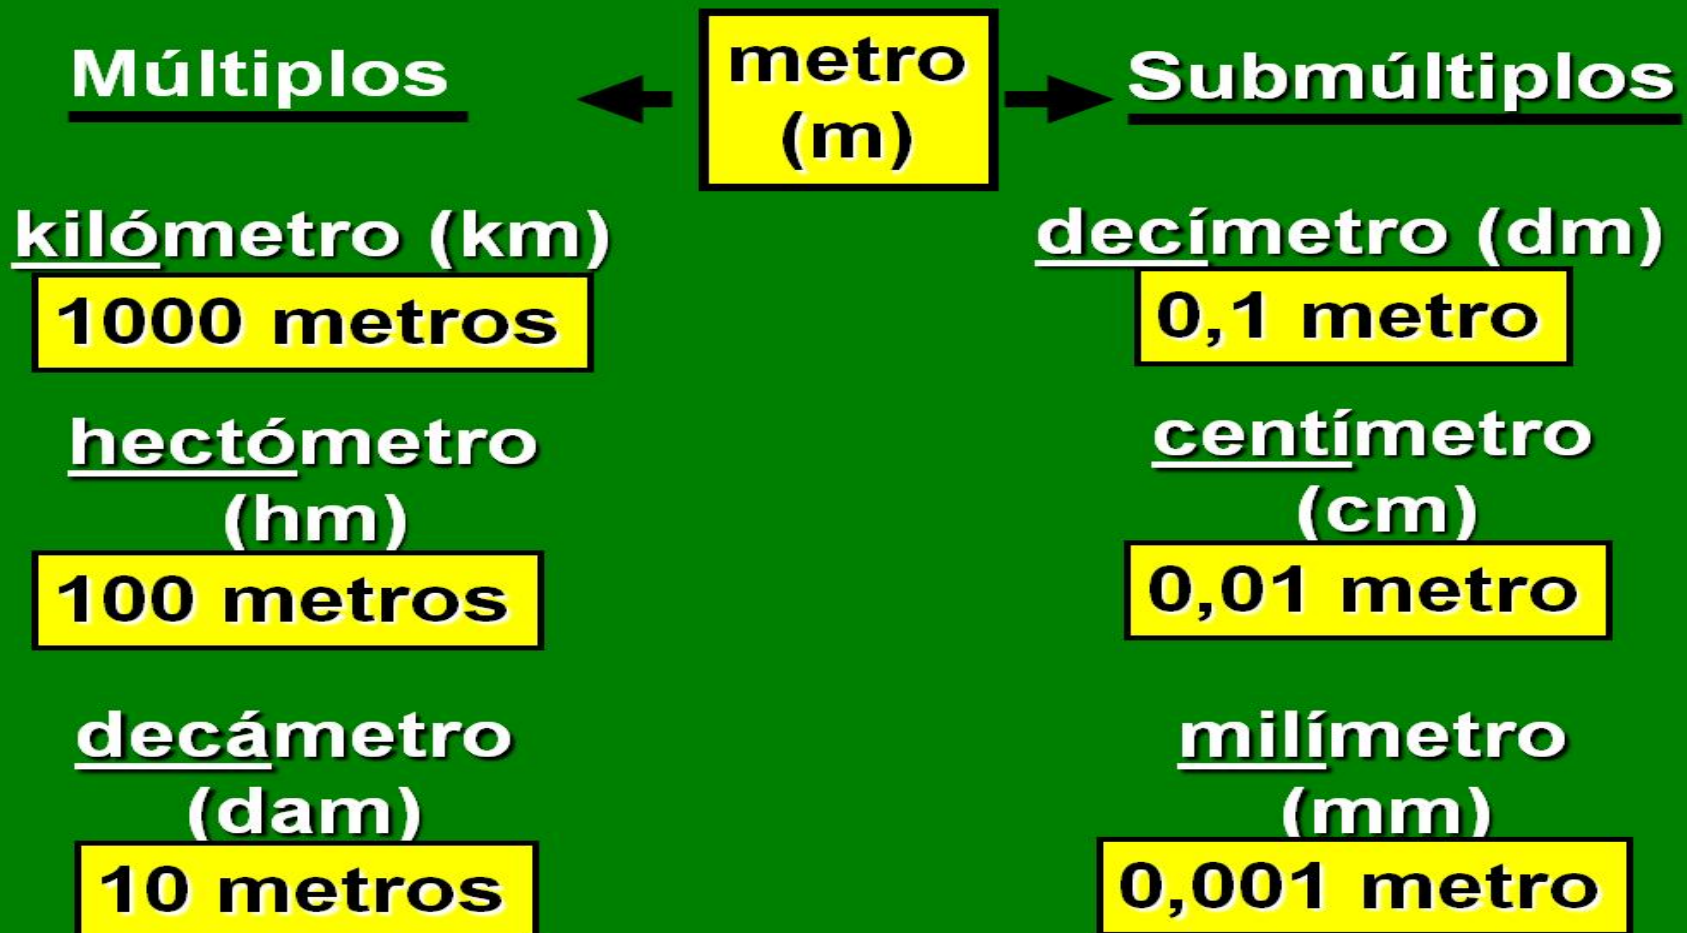 Múltiplos
metro
(m)
Submúltiplos
kilómetro (km)
1000 metros
hectómetro
(hm)
100 metros
decámetro
(dam)
10 metros
decímetro (dm)
0,1 metro
centímetro
(cm)
0,01 metro
milímetro
(mm)
0,001 metro